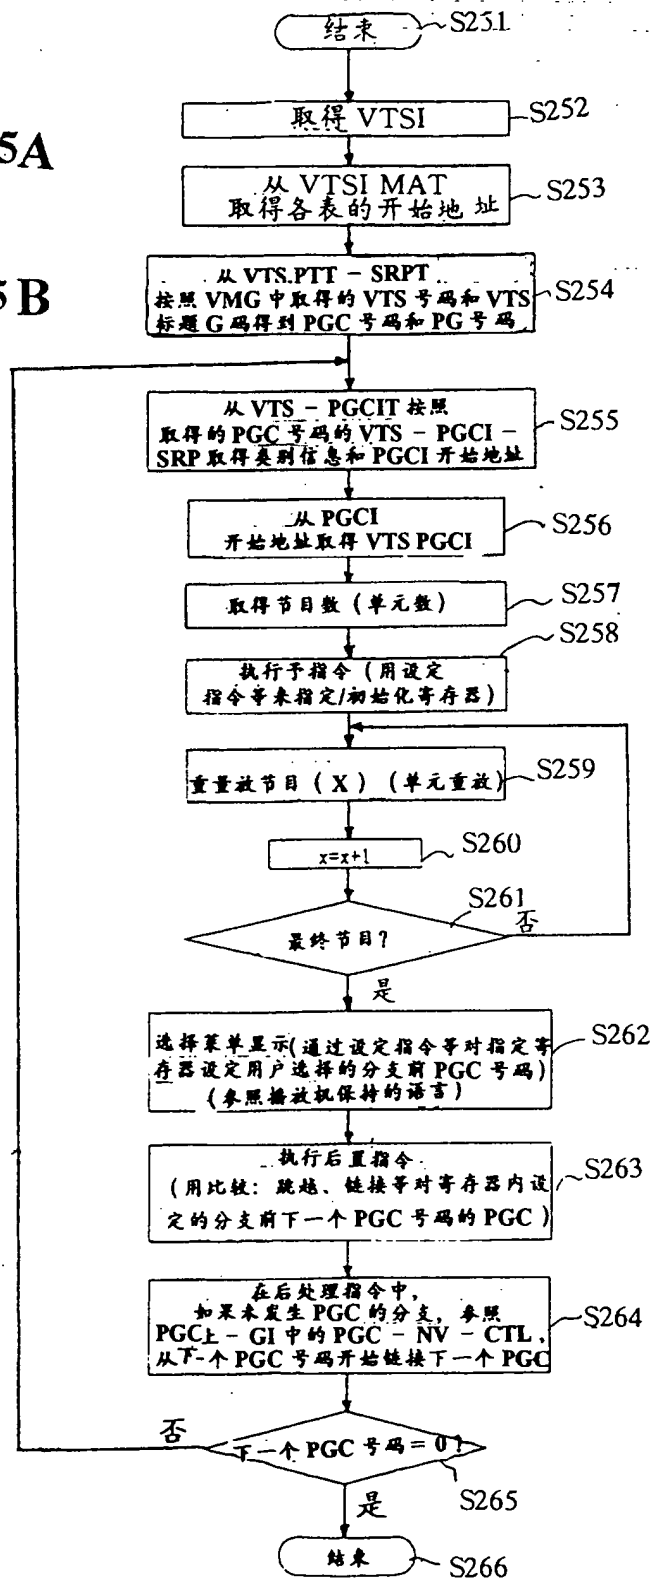 结束
S251
取得 VTSI
S252
5A
从 VTSI MAT
取得各表的开始地址
S253
5B
从 VTS.PTT - SRPT
按照 VMG 中取得的 VTS 号码和 VTS
标题 G 码得到 PGC 号码和 PG 号码
S254
从 VTS - PGCIT 按照
取得的 PGC 号码的 VTS - PGCI -
SRP 取得类别信息和 PGCI 开始地址
S255
从 PGCI
开始地址取得 VTS PGCI
S256
取得节目数(单元数)
S257
S258
执行予指令(用设定
指令等来指定/初始化寄存器)
重量放节目(X) (单元重放)
S259
x=x+1
S260
S261
最终节目?
否
是
选择菜单显示(通过设定指令等对指定寄
存器设定用户选择的分支前 PGC 号码)
(参照播放机保持的语言)
S262
执行后置指令
(用比较: 跳越、链接等对寄存器内设
定的分支前下一个 PGC 号码的 PGC)
S263
在后处理指令中,
如果未发生 PGC 的分支, 参照
PGC上 - GI 中的 PGC - NV - CTL,
从下一个 PGC 号码开始链接下一个 PGC
S264
否
下一个 PGC 号码 = 0?
S265
是
结束
S266